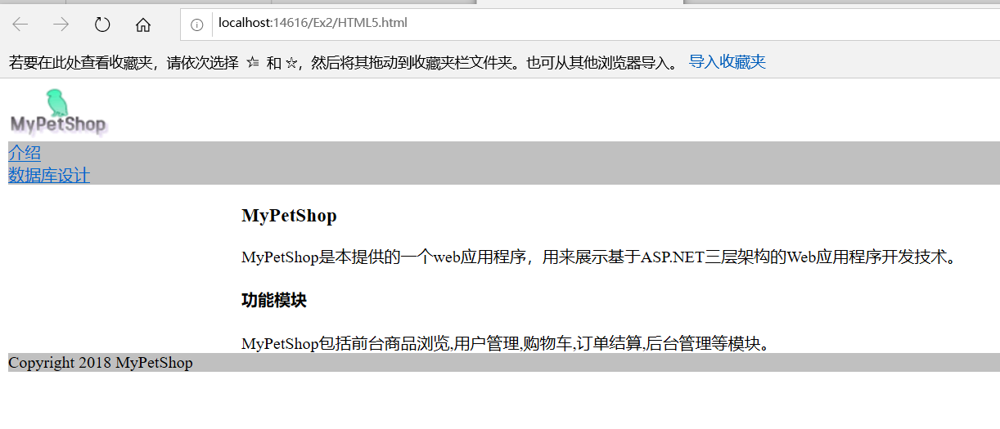 localhost:14616/Ex2/HTML5.html
若要在此处查看收藏夹，请依次选择 和 ，然后将其拖动到收藏夹栏文件夹。也可从其他浏览器导入。 导入收藏夹
MyPetShop
介绍
数据库设计
MyPetShop
MyPetShop是本提供的一个web应用程序，用来展示基于ASP.NET三层架构的Web应用程序开发技术。
功能模块
MyPetShop包括前台商品浏览,用户管理,购物车,订单结算,后台管理等模块。
Copyright 2018 MyPetShop